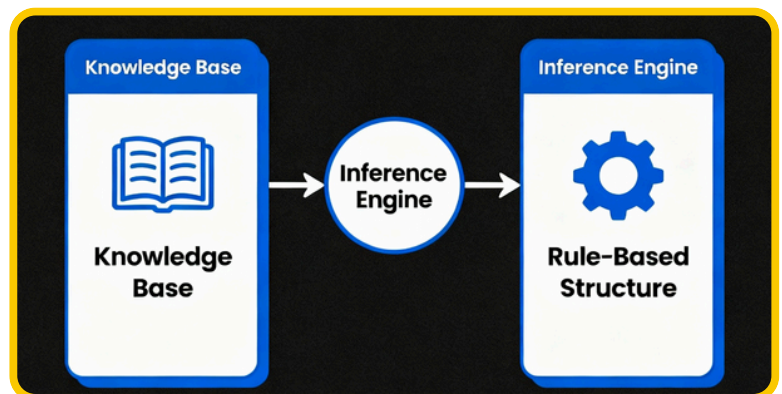 Knowledge Base
Knowledge
Base
Inference
Engine
Inference Engine
Rule-Based
Structure